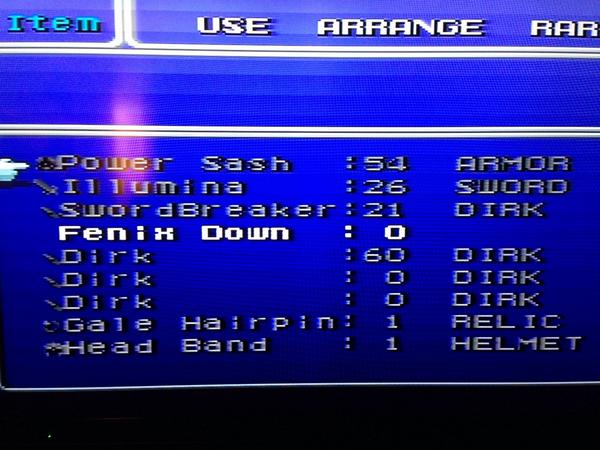 Item USE ARRANGE RAR
Power Sash :54 ARMOR
Illumina :26 SWORD
SwordBreaker:21 DIRK
Fenix Down : 0
Dirk :60 DIRK
Dirk : 0 DIRK
Dirk : 0 DIRK
Gale Hairpin: 1 RELIC
Head Band : 1 HELMET